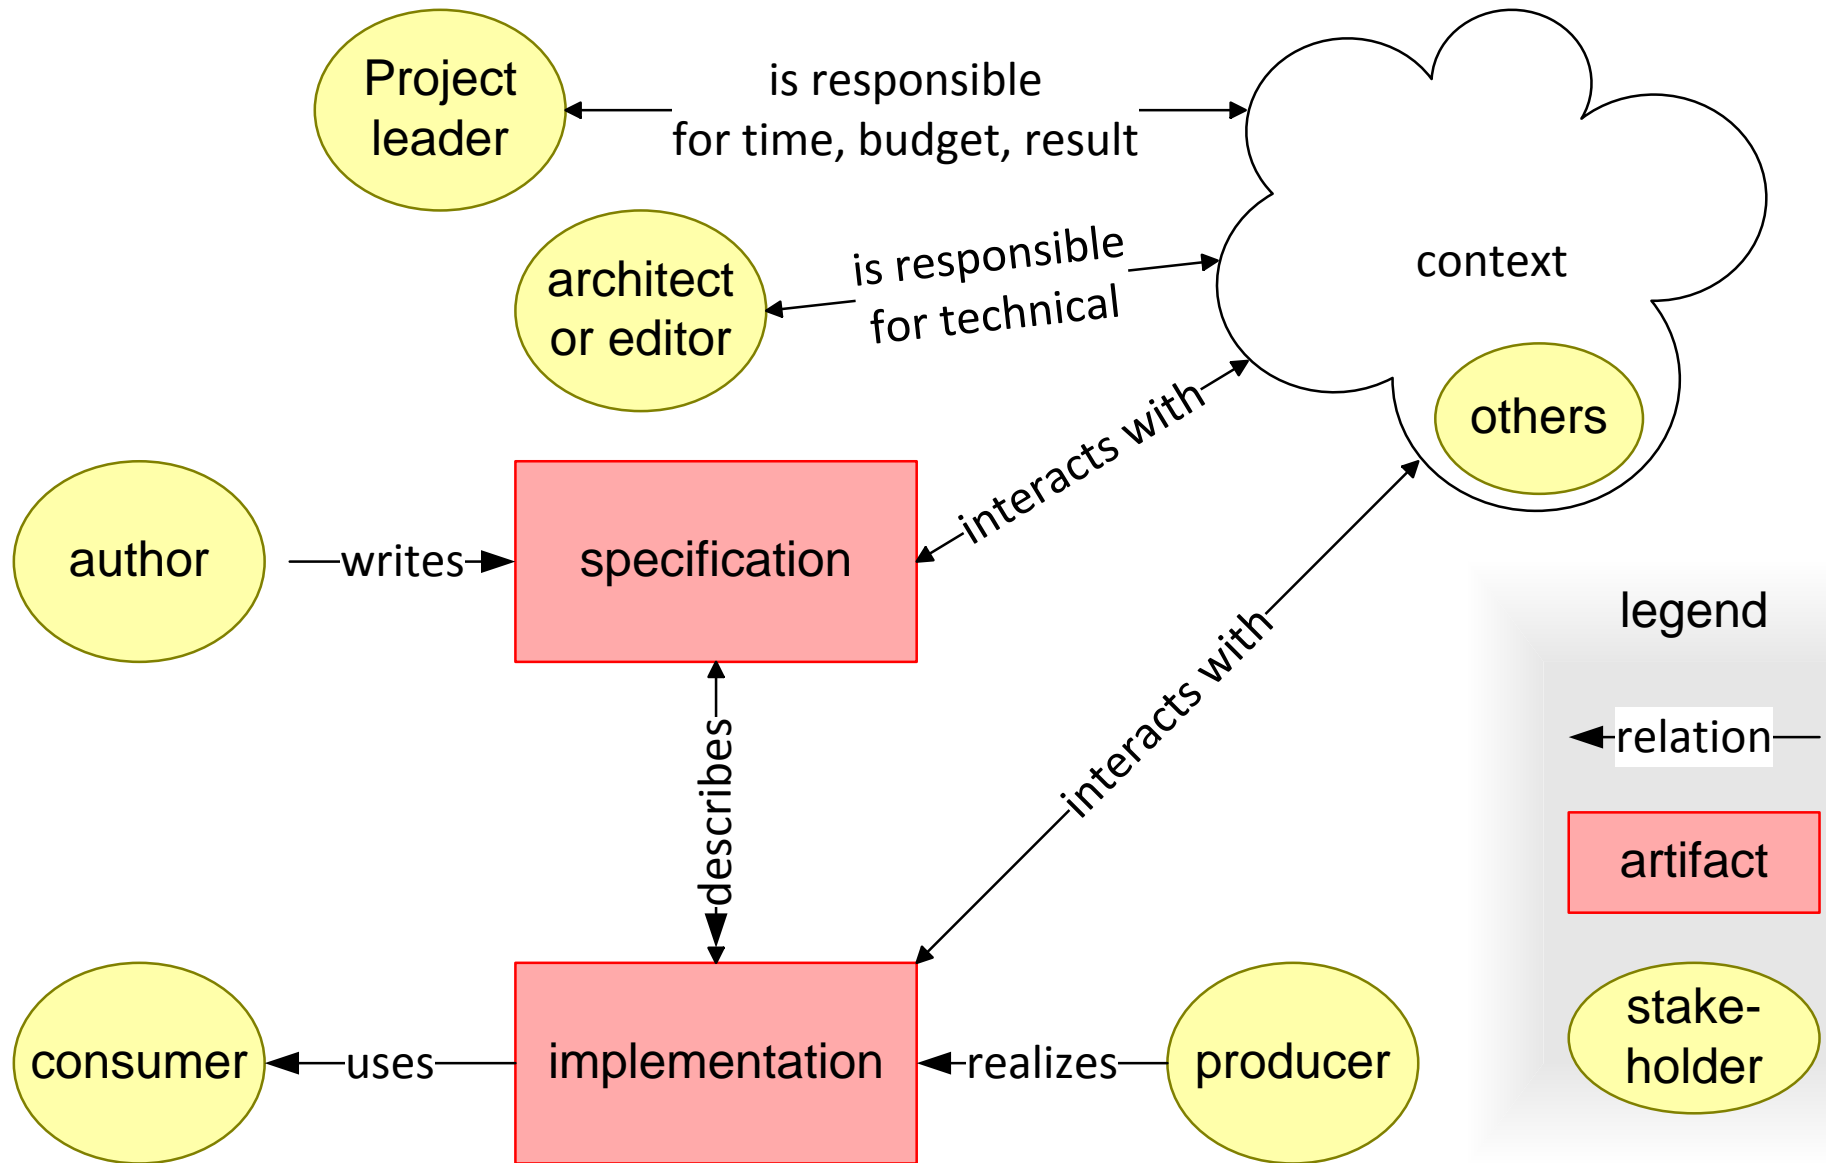 Project
leader
is responsible
for time, budget, result
architect
or editor
is responsible
for technical
context
others
interacts with
author
writes
specification
interacts with
describes
legend
relation
artifact
stake-
holder
consumer
uses
implementation
realizes
producer